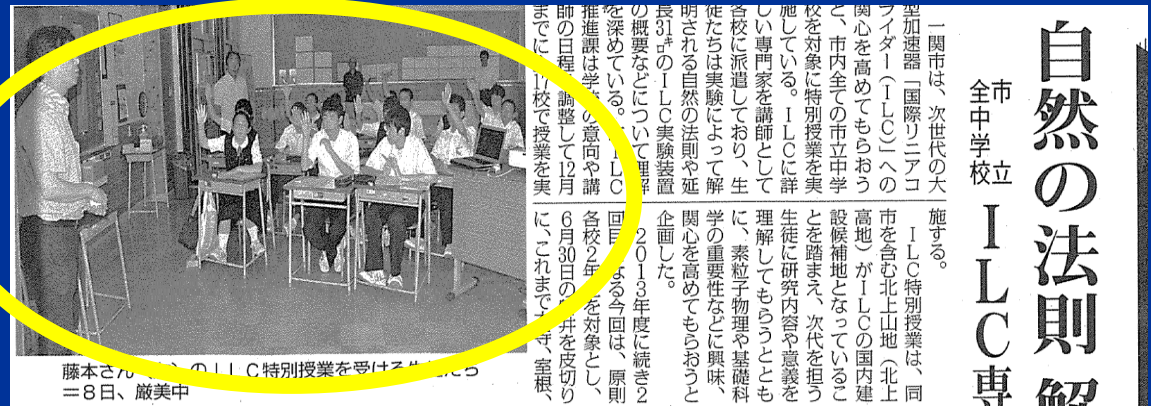 自然の法則 解
市立
全中学校
ＩＬＣ専
一関市は、次世代の大
型加速器「国際リニアコ
ライダー（ＩＬＣ）」への
関心を高めてもらおう
と、市内全ての市立中学
校を対象に特別授業を実
施している。ＩＬＣに詳
しい専門家を講師として
各校に派遣しており、生
徒たちは実験によって解
明される自然の法則や延
長31㌔のＩＬＣ実験装置
の概要などについて理解
を深めている。ＩＬＣ
推進課は学校の意向や講
師の日程を調整して12月
までに17校で授業を実
施する。
ＩＬＣ特別授業は、同
市を含む北上山地（北上
高地）がＩＬＣの国内建
設候補地となっているこ
とを踏まえ、次代を担う
生徒に研究内容や意義を
理解してもらうととも
に、素粒子物理や基礎科
学の重要性などに興味、
関心を高めてもらおうと
企画した。
２０１３年度に続き２
回目となる今回は、原則
各校２年生を対象とし、
６月30日の井を皮切り
に、これまで、室根、
藤本さんのＩＬＣ特別授業を受ける生徒たち
＝８日、厳美中